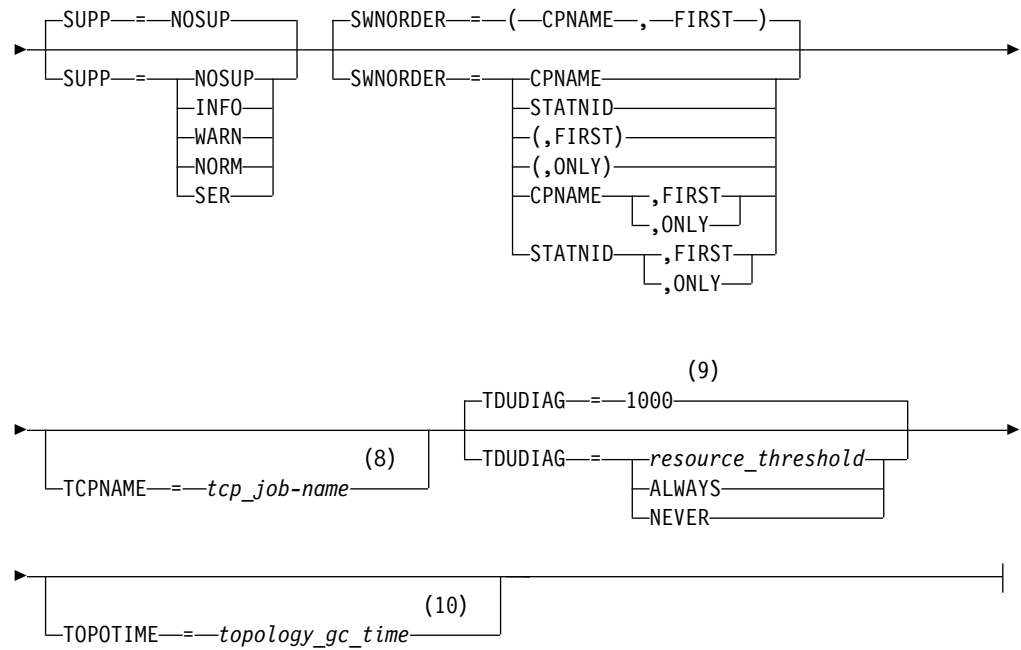 SUPP = NOSUP
SWNORDER = ( CPNAME , FIRST )
SUPP = NOSUP
INFO
WARN
NORM
SER
SWNORDER = CPNAME
STATNID
(,FIRST)
(,ONLY)
CPNAME ,FIRST
,ONLY
STATNID ,FIRST
,ONLY
(8)
TCPNAME = tcp_job-name
(9)
TDUDIAG = 1000
TDUDIAG = resource_threshold
ALWAYS
NEVER
(10)
TOPOTIME = topology_gc_time